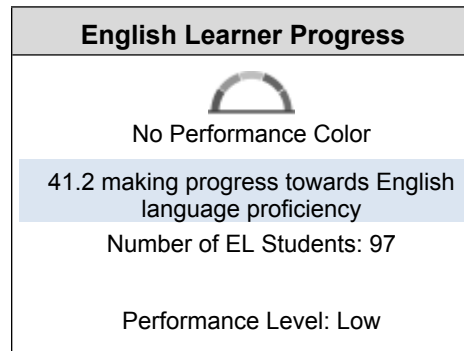 English Learner Progress
No Performance Color
41.2 making progress towards English
language proficiency
Number of EL Students: 97
Performance Level: Low